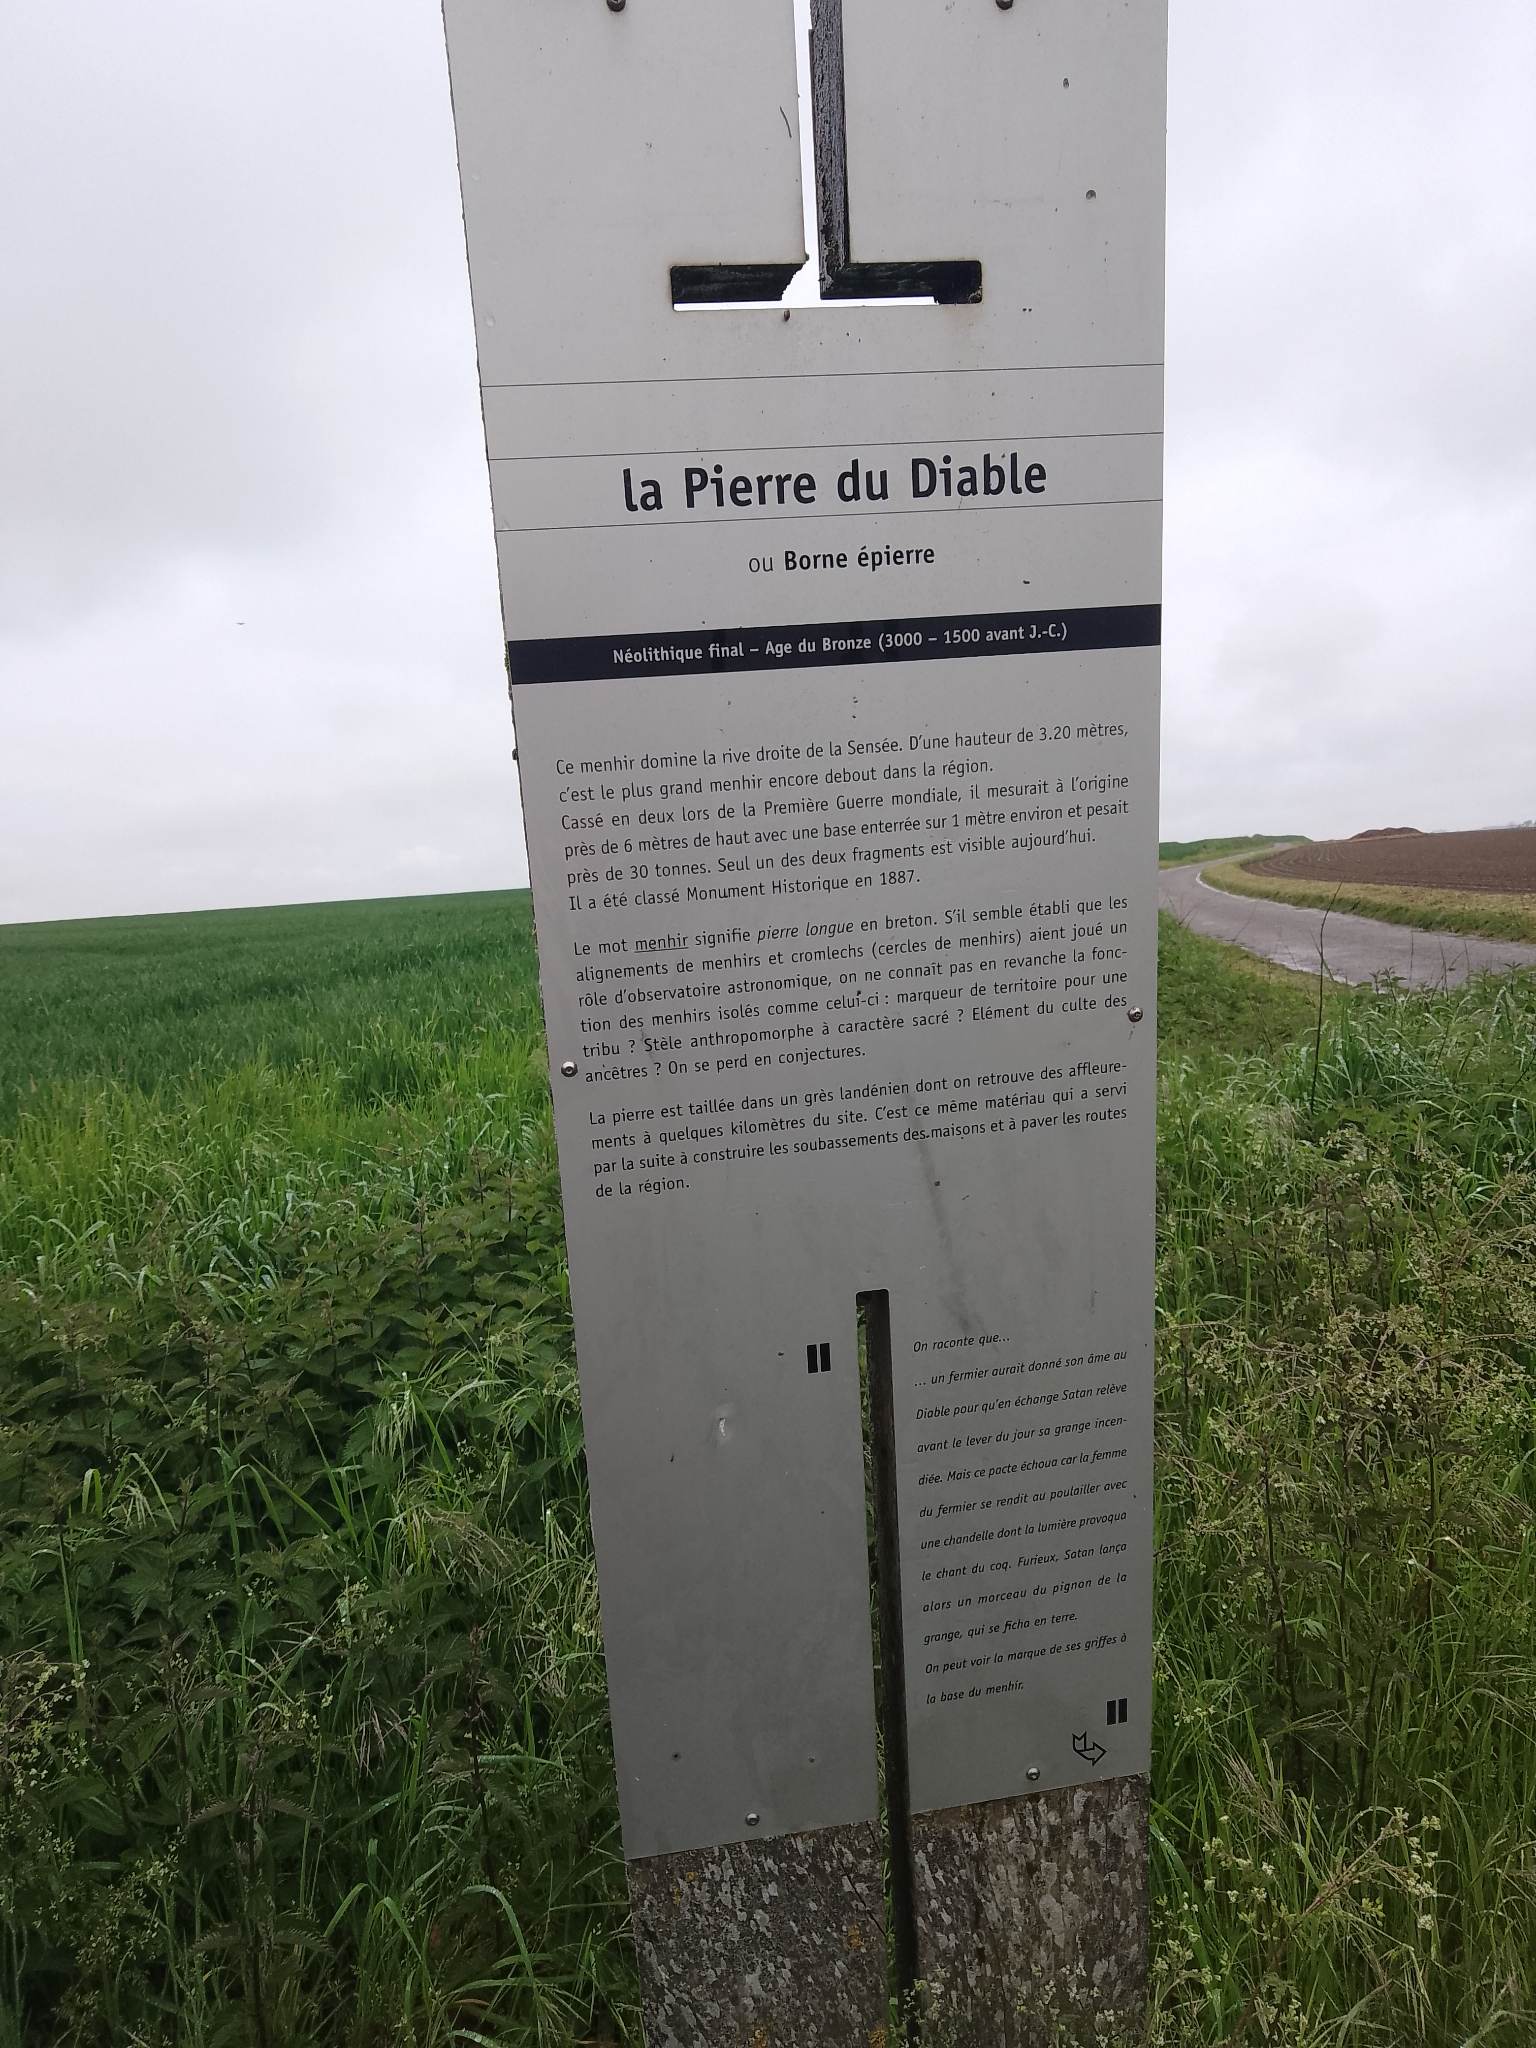 la Pierre du Diable
ou Borne épierre
Néolithique final – Age du Bronze (3000 – 1500 avant J.-C.)
Ce menhir domine la rive droite de la Sensée. D'une hauteur de 3.20 mètres,
c'est le plus grand menhir encore debout dans la région.
Cassé en deux lors de la Première Guerre mondiale, il mesurait à l'origine
près de 6 mètres de haut avec une base enterrée sur 1 mètre environ et pesait
près de 30 tonnes. Seul un des deux fragments est visible aujourd'hui.
Il a été classé Monument Historique en 1887.
Le mot menhir signifie pierre longue en breton. S'il semble établi que les
alignements de menhirs et cromlechs (cercles de menhirs) aient joué un
rôle d'observatoire astronomique, on ne connaît pas en revanche la fonc-
tion des menhirs isolés comme celui-ci : marqueur de territoire pour une
tribu ? Stèle anthropomorphe à caractère sacré ? Elément du culte des
ancêtres ? On se perd en conjectures.
La pierre est taillée dans un grès landénien dont on retrouve des affleure-
ments à quelques kilomètres du site. C'est ce même matériau qui a servi
par la suite à construire les soubassements des maisons et à paver les routes
de la région.
On raconte que...
... un fermier aurait donné son âme au
Diable pour qu'en échange Satan relève
avant le lever du jour sa grange incen-
diée. Mais ce pacte échoua car la femme
du fermier se rendit au poulailler avec
une chandelle dont la lumière provoqua
le chant du coq. Furieux, Satan lança
alors un morceau du pignon de la
grange, qui se ficha en terre.
On peut voir la marque de ses griffes à
la base du menhir.